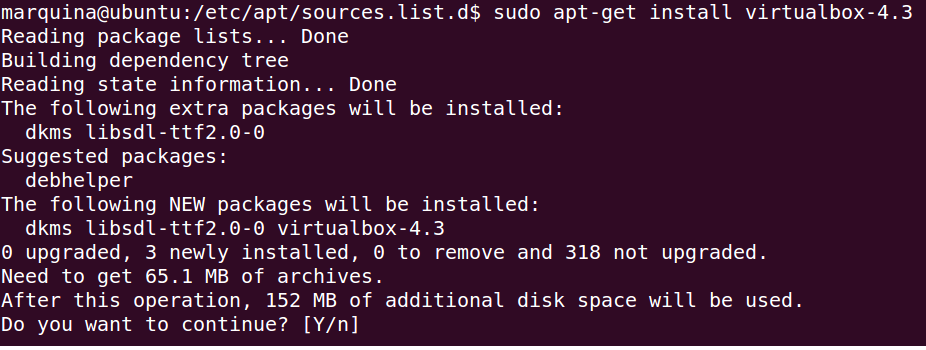 marquina@ubuntu:/etc/apt/sources.list.d$ sudo apt-get install virtualbox-4.3
Reading package lists... Done
Building dependency tree
Reading state information... Done
The following extra packages will be installed:
  dkms libsdl-ttf2.0-0
Suggested packages:
  debhelper
The following NEW packages will be installed:
  dkms libsdl-ttf2.0-0 virtualbox-4.3
0 upgraded, 3 newly installed, 0 to remove and 318 not upgraded.
Need to get 65.1 MB of archives.
After this operation, 152 MB of additional disk space will be used.
Do you want to continue? [Y/n]